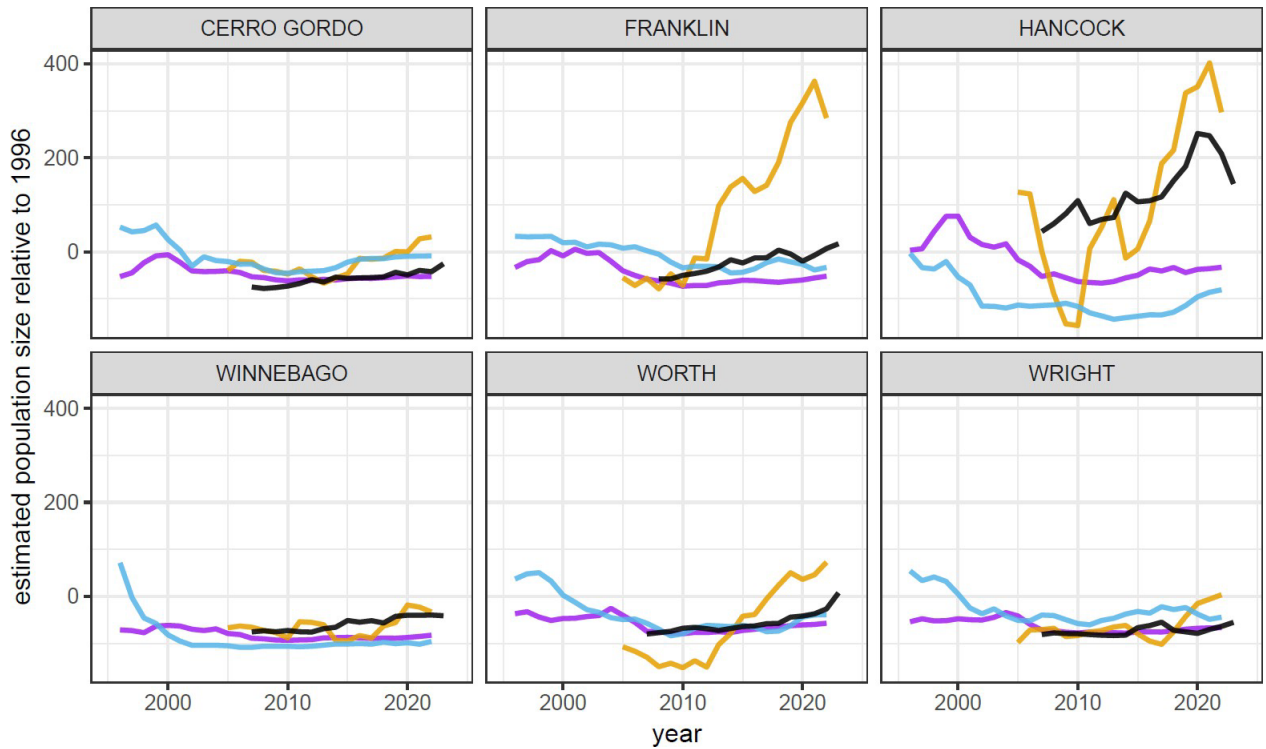 CERRO GORDO
FRANKLIN
HANCOCK
400
200
0
WINNEBAGO
WORTH
WRIGHT
400
200
0
2000
2010
2020
2000
2010
2020
2000
2010
2020
year
estimated population size relative to 1996